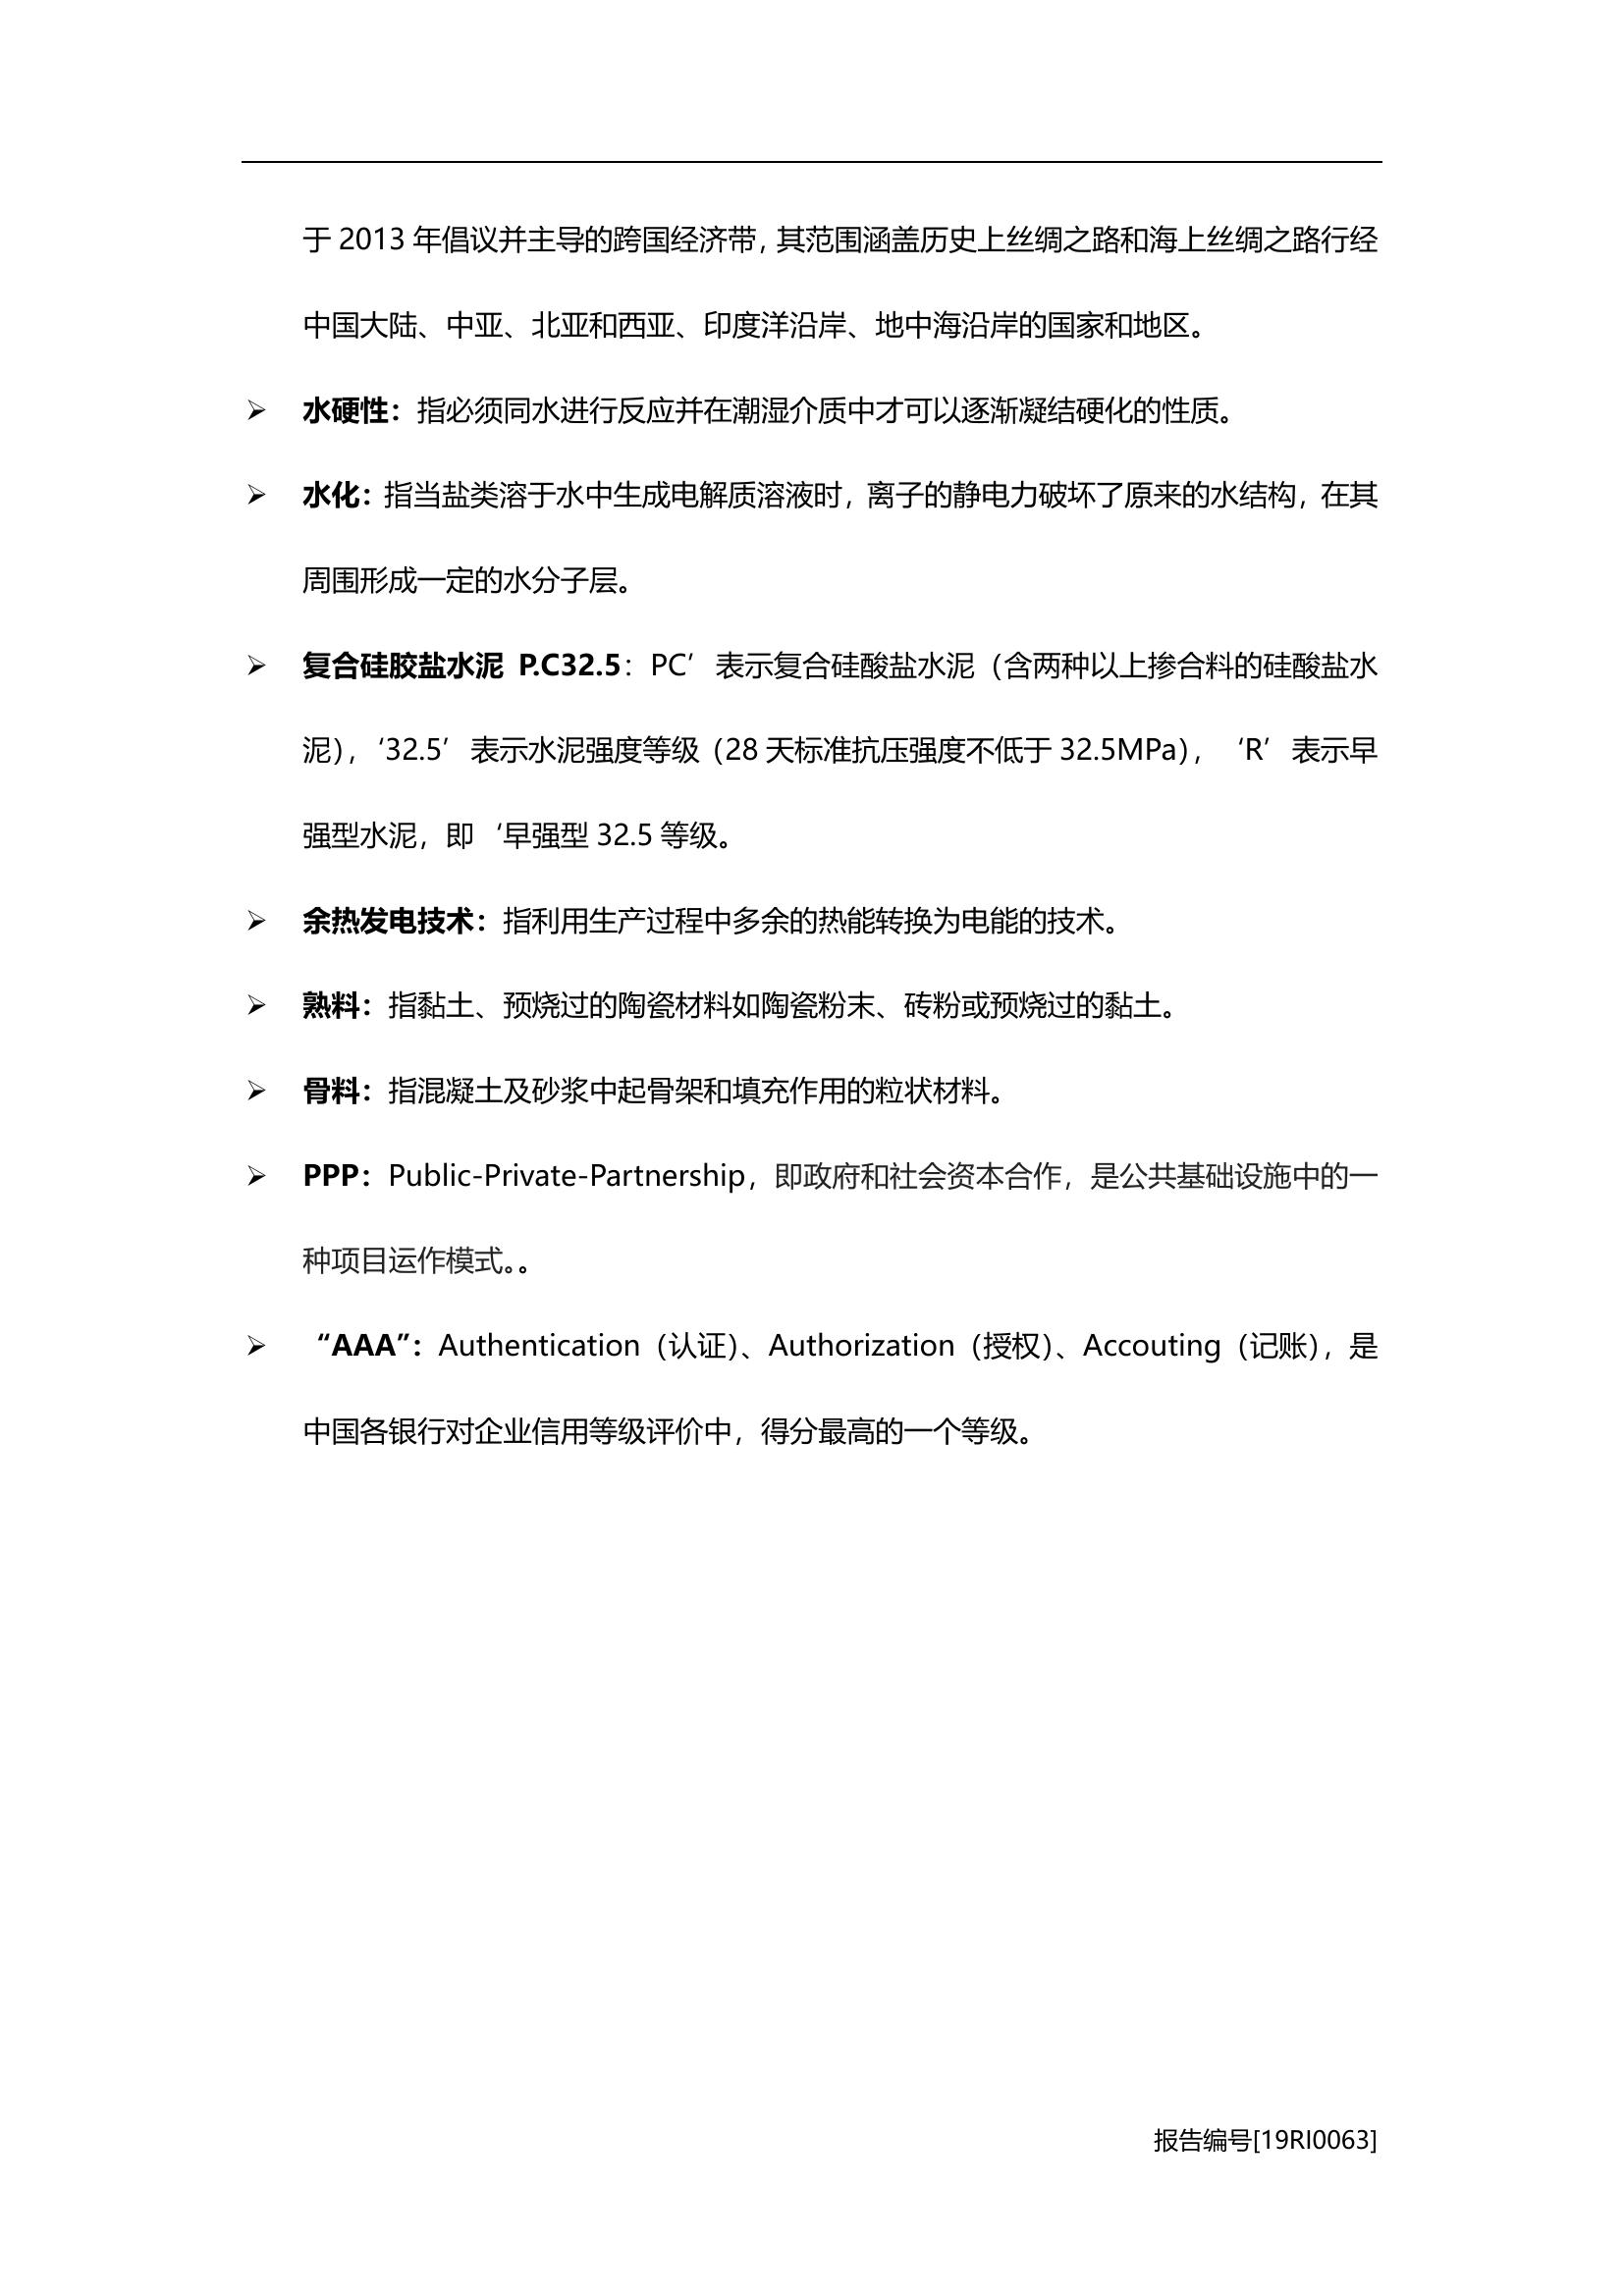 于 2013 年倡议并主导的跨国经济带，其范围涵盖历史上丝绸之路和海上丝绸之路行经
中国大陆、中亚、北亚和西亚、印度洋沿岸、地中海沿岸的国家和地区。
➢ 水硬性：指必须同水进行反应并在潮湿介质中才可以逐渐凝结硬化的性质。
➢ 水化：指当盐类溶于水中生成电解质溶液时，离子的静电力破坏了原来的水结构，在其
周围形成一定的水分子层。
➢ 复合硅胶盐水泥 P.C32.5：PC’表示复合硅酸盐水泥（含两种以上掺合料的硅酸盐水
泥），‘32.5’表示水泥强度等级（28 天标准抗压强度不低于 32.5MPa），‘R’表示早
强型水泥，即‘早强型 32.5 等级。
➢ 余热发电技术：指利用生产过程中多余的热能转换为电能的技术。
➢ 熟料：指黏土、预烧过的陶瓷材料如陶瓷粉末、砖粉或预烧过的黏土。
➢ 骨料：指混凝土及砂浆中起骨架和填充作用的粒状材料。
➢ PPP：Public-Private-Partnership，即政府和社会资本合作，是公共基础设施中的一
种项目运作模式。。
➢ “AAA”：Authentication（认证）、Authorization（授权）、Accouting（记账），是
中国各银行对企业信用等级评价中，得分最高的一个等级。
报告编号[19RI0063]